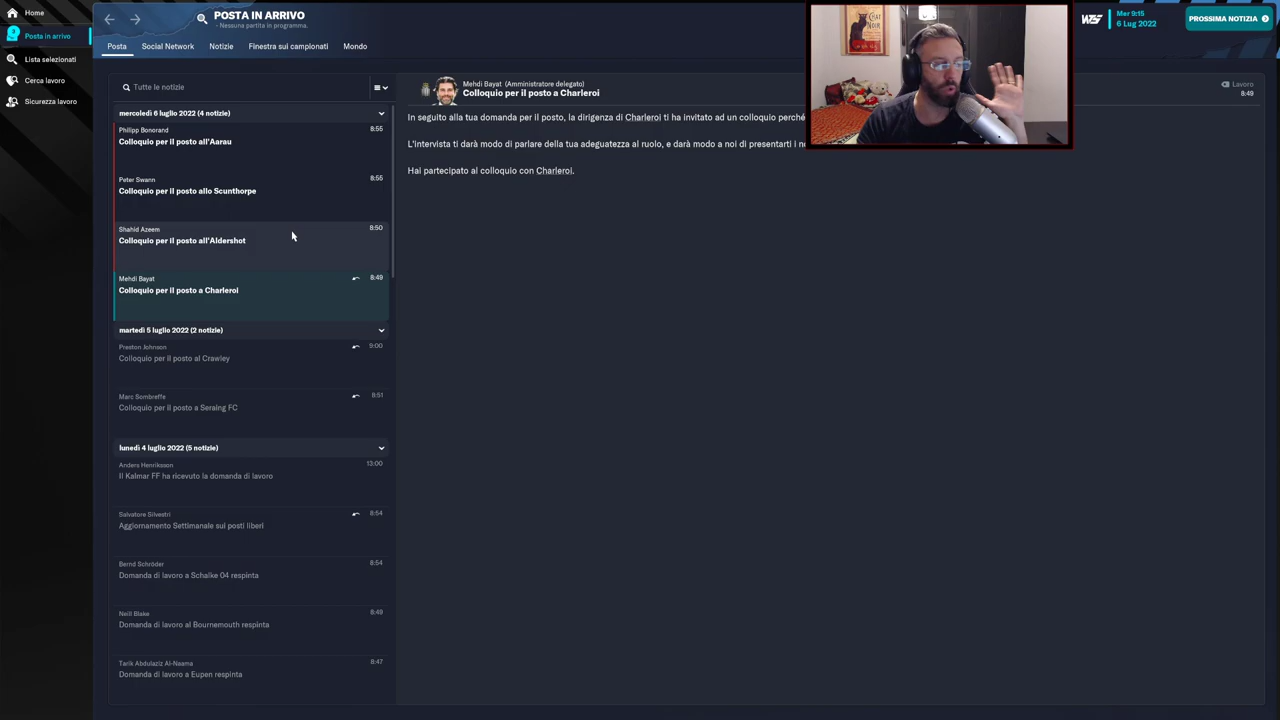 Home
Posta in arrivo
Lista selezionati
Cerca lavoro
Sicurezza lavoro
POSTA IN ARRIVO
- Nessuna partita in programma.
Mer 9:15
6 Lug 2022
PROSSIMA NOTIZIA
Posta
Social Network
Notizie
Finestra sui campionati
Mondo
Tutte le notizie
mercoledì 6 luglio 2022 (4 notizie)
Philipp Bonorand 8:55
Colloquio per il posto all'Aarau
Peter Swann 8:55
Colloquio per il posto allo Scunthorpe
Shahid Azeem 8:50
Colloquio per il posto all'Aldershot
Mehdi Bayat 8:49
Colloquio per il posto a Charleroi
martedì 5 luglio 2022 (2 notizie)
Preston Johnson 9:00
Colloquio per il posto al Crawley
Marc Sombreffe 8:51
Colloquio per il posto a Seraing FC
lunedì 4 luglio 2022 (5 notizie)
Anders Henriksson 13:00
Il Kalmar FF ha ricevuto la domanda di lavoro
Salvatore Silvestri 8:54
Aggiornamento Settimanale sui posti liberi
Bernd Schröder 8:54
Domanda di lavoro a Schalke 04 respinta
Neill Blake 8:49
Domanda di lavoro al Bournemouth respinta
Tarik Abdulaziz Al-Naama 8:47
Domanda di lavoro a Eupen respinta
Mehdi Bayat (Amministratore delegato)
Colloquio per il posto a Charleroi
Lavoro
8:49
In seguito alla tua domanda per il posto, la dirigenza di Charleroi ti ha invitato ad un colloquio perché
L'intervista ti darà modo di parlare della tua adeguatezza al ruolo, e darà modo a noi di presentarti i
Hai partecipato al colloquio con Charleroi.
CHAT
NOIR